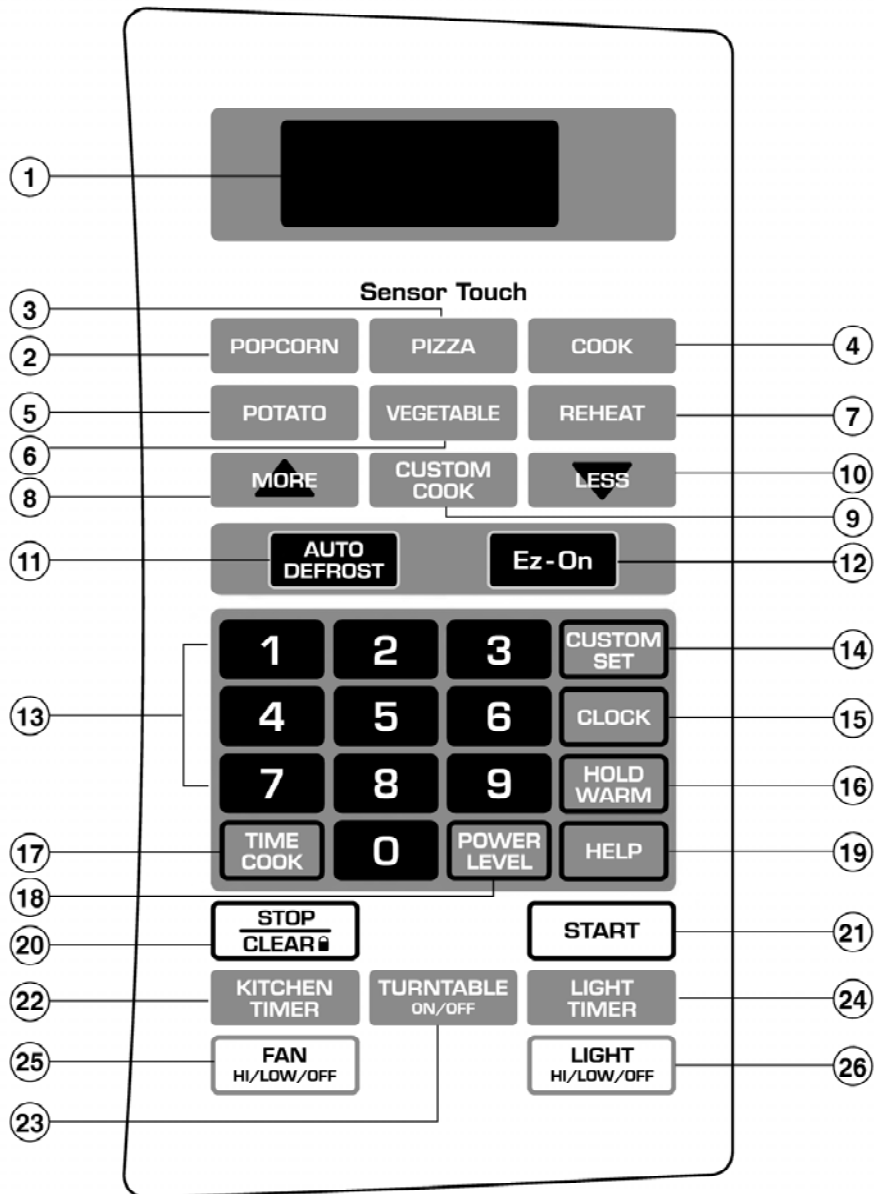 1
Sensor Touch
3
2
POPCORN
PIZZA
COOK
4
5
POTATO
VEGETABLE
REHEAT
7
6
8
MORE
CUSTOM
COOK
LESS
10
9
11
AUTO
DEFROST
Ez-On
12
1
2
3
CUSTOM
SET
14
13
4
5
6
CLOCK
15
7
8
9
HOLD
WARM
16
17
TIME
COOK
0
POWER
LEVEL
HELP
19
18
20
STOP
CLEAR
START
21
22
KITCHEN
TIMER
TURNTABLE
ON/OFF
LIGHT
TIMER
24
25
FAN
HI/LOW/OFF
LIGHT
HI/LOW/OFF
26
23